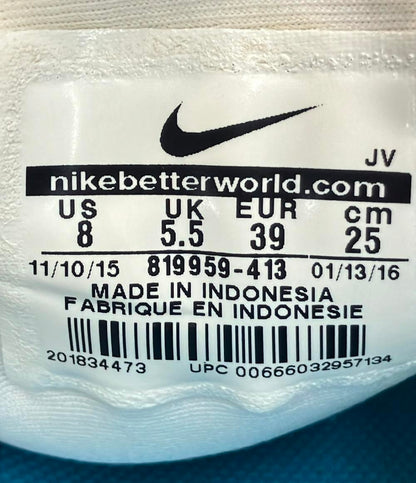 JV
nikebetterworld.com
US UK EUR cm
8 5.5 39 25
11/10/15 819959-413 01/13/16
MADE IN INDONESIA
FABRIQUE EN INDONESIE
201834473 UPC 00666032957134